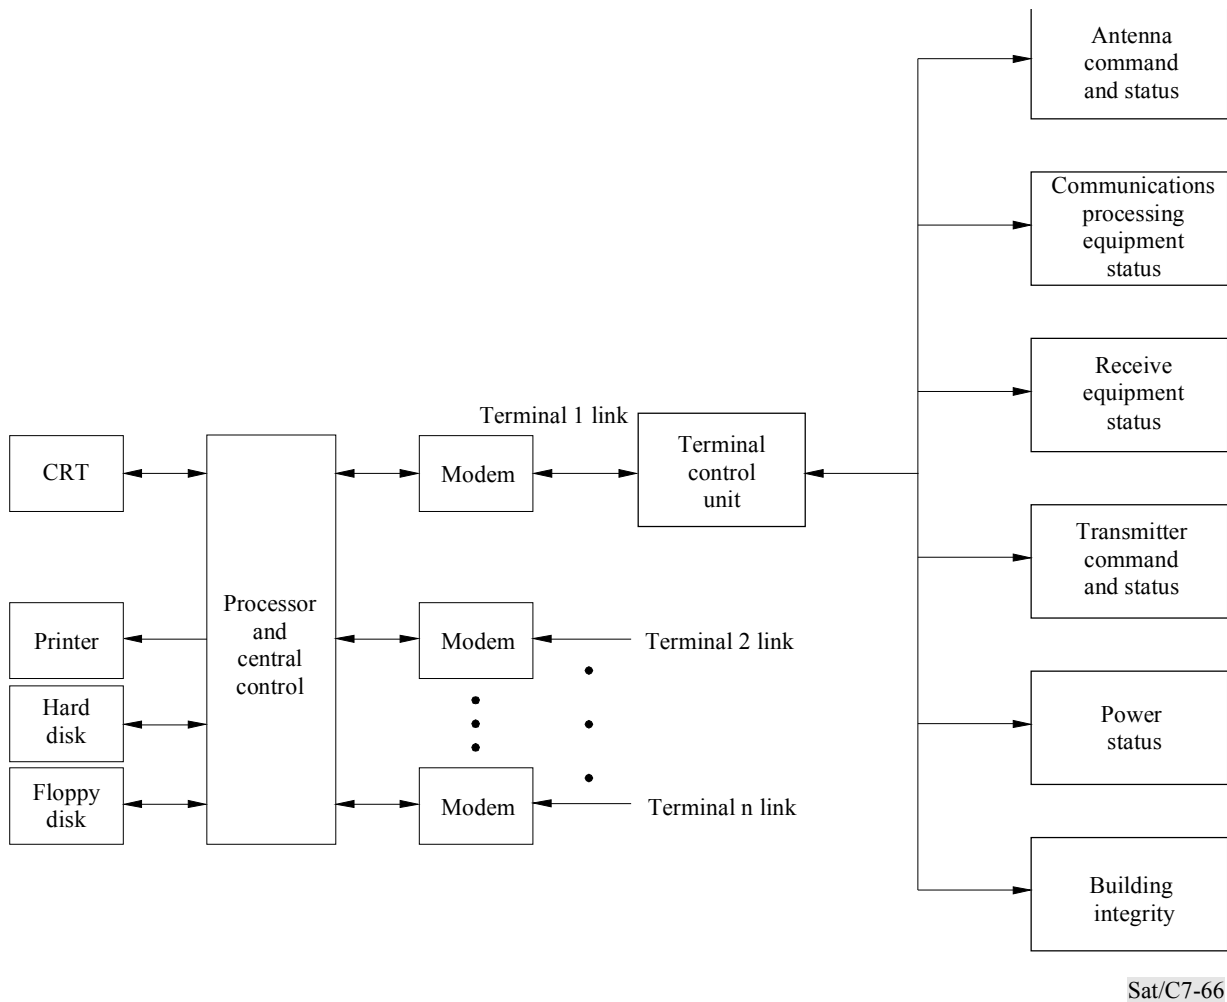 Antenna
command
and status
Communications
processing
equipment
status
Receive
equipment
status
Terminal 1 link
CRT
Modem
Terminal
control
unit
Transmitter
command
and status
Processor
and
central
control
Printer
Modem
Terminal 2 link
Hard
disk
Power
status
Floppy
disk
Modem
Terminal n link
Building
integrity
Sat/C7-66